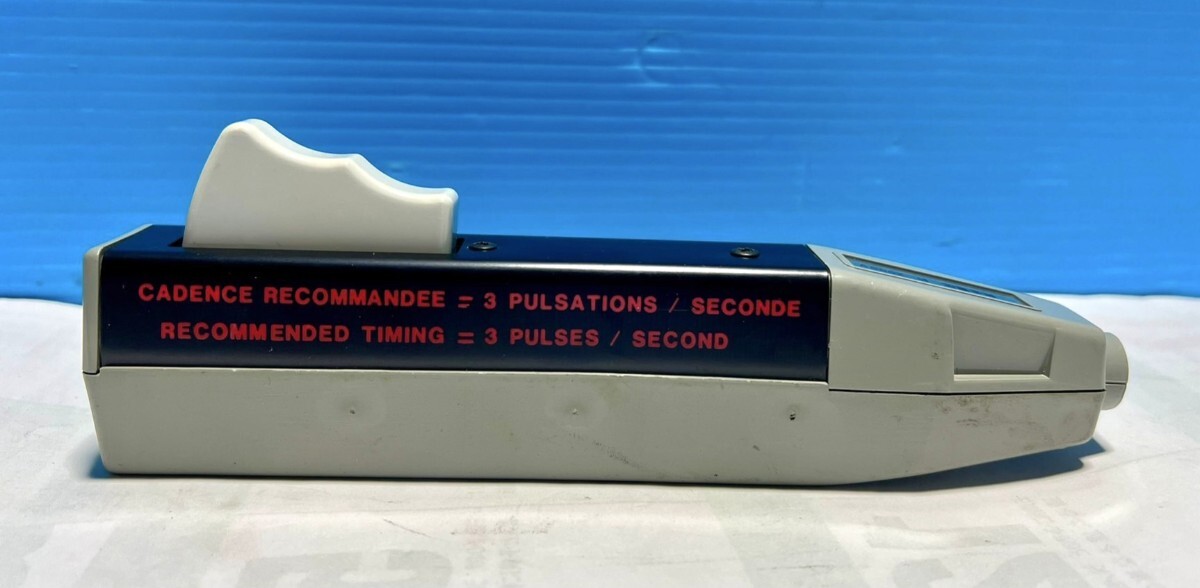 CADENCE RECOMMANDEE = 3 PULSATIONS / SECONDE
RECOMMENDED TIMING = 3 PULSES / SECOND